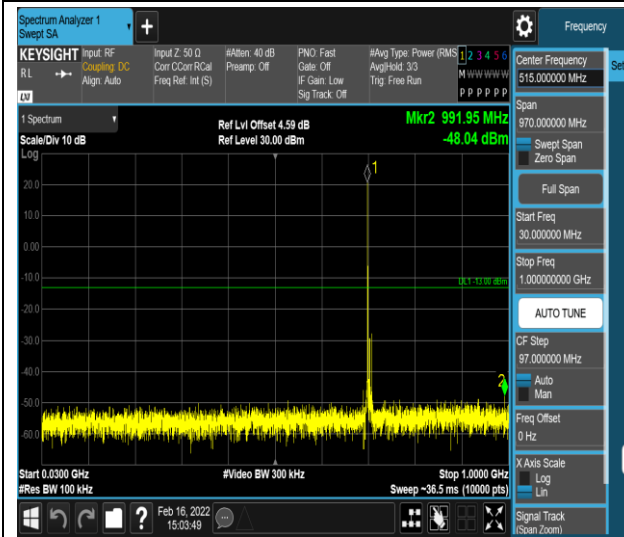 Spectrum Analyzer 1
Swept SA
Frequency
KEYSIGHT
RL
LXI
Input: RF
Coupling: DC
Align: Auto
Input Z: 50 Ω
Corr CCorr RCal
Freq Ref: Int (S)
#Atten: 40 dB
Preamp: Off
PNO: Fast
Gate: Off
IF Gain: Low
Sig Track: Off
#Avg Type: Power (RMS
Avg|Hold: 3/3
Trig: Free Run
1 2 3 4 5 6
M W W W W W
P P P P P P
1 Spectrum
Scale/Div 10 dB
Log
Ref Lvl Offset 4.59 dB
Ref Level 30.00 dBm
Mkr2 991.95 MHz
-48.04 dBm
1
20.0
10.0
0.00
-10.0
DL1 -13.00 dBm
-20.0
-30.0
-40.0
2
-50.0
-60.0
Start 0.0300 GHz
#Res BW 100 kHz
#Video BW 300 kHz
Stop 1.0000 GHz
Sweep ~36.5 ms (10000 pts)
?
Feb 16, 2022
15:03:49
Center Frequency
515.000000 MHz
Set
Span
970.000000 MHz
Swept Span
Zero Span
Full Span
Start Freq
30.000000 MHz
Stop Freq
1.000000000 GHz
AUTO TUNE
CF Step
97.000000 MHz
Auto
Man
Freq Offset
0 Hz
X Axis Scale
Log
Lin
Signal Track
(Span Zoom)